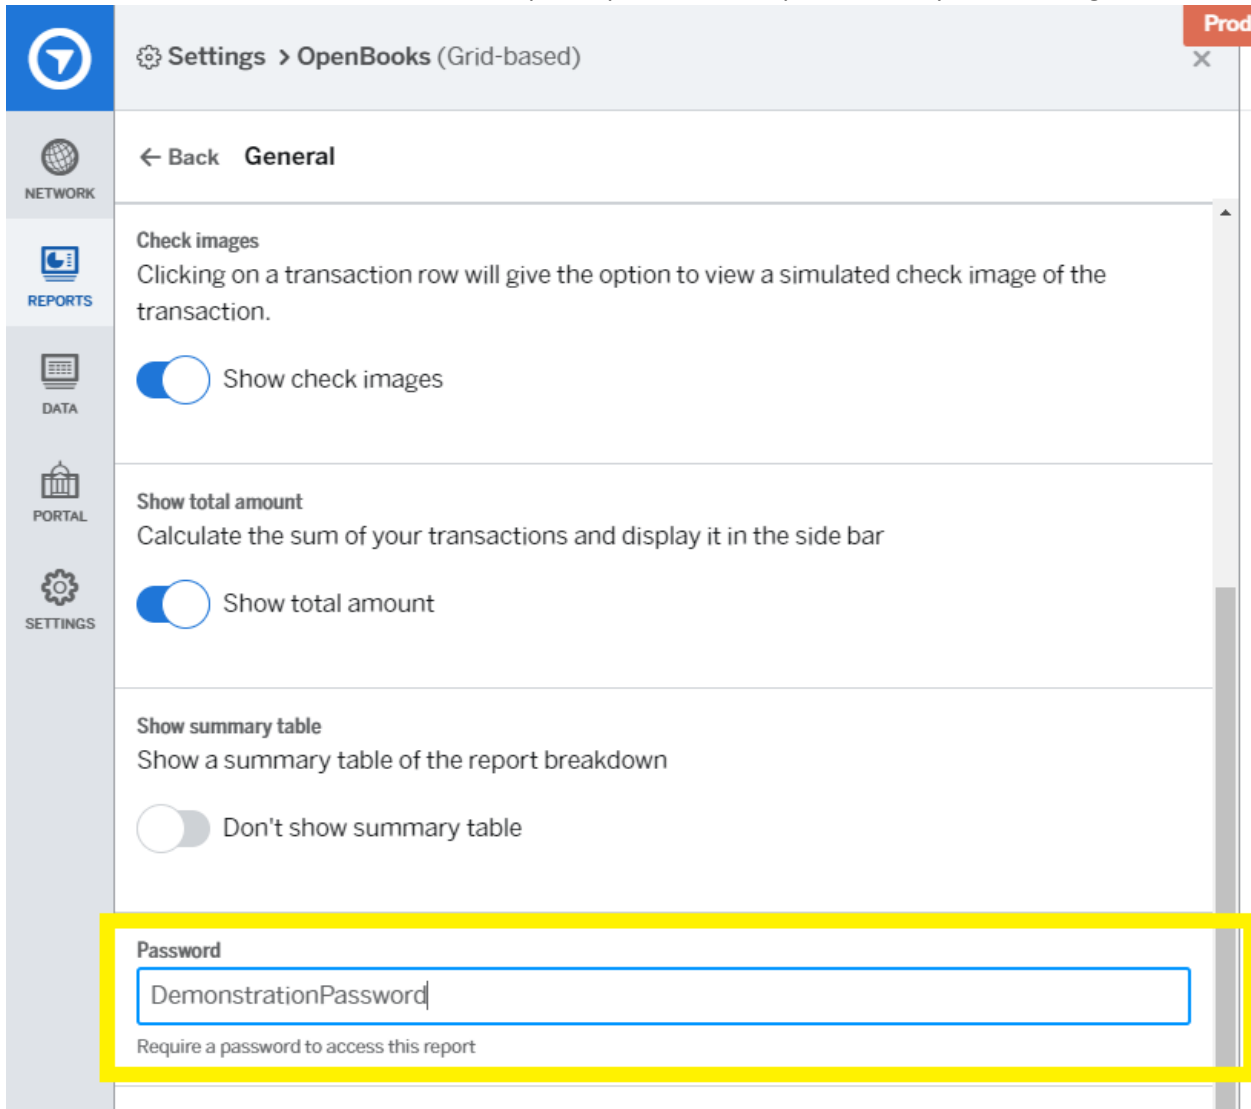 Prod
Settings > OpenBooks (Grid-based)
×
← Back General
NETWORK
REPORTS
DATA
PORTAL
SETTINGS
Check images
Clicking on a transaction row will give the option to view a simulated check image of the
transaction.
Show check images
Show total amount
Calculate the sum of your transactions and display it in the side bar
Show total amount
Show summary table
Show a summary table of the report breakdown
Don't show summary table
Password
DemonstrationPassword
Require a password to access this report